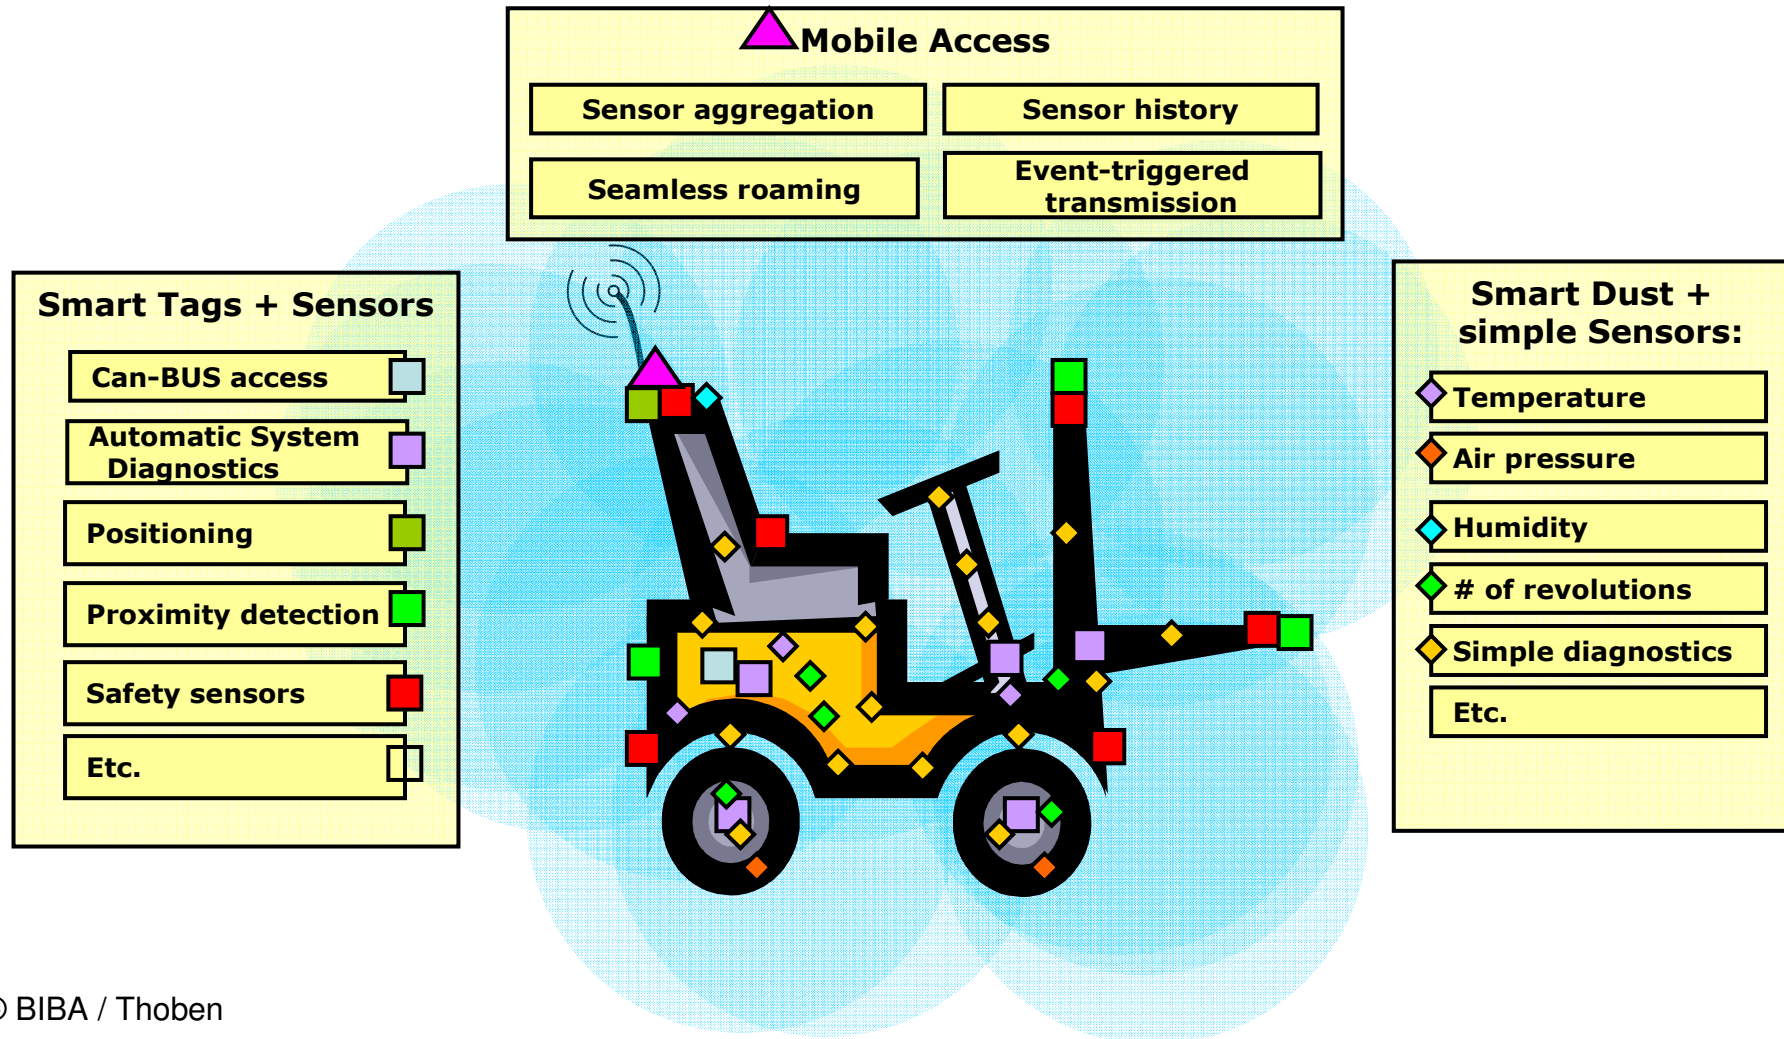 Mobile Access
Sensor aggregation
Sensor history
Seamless roaming
Event-triggered
transmission
Smart Tags + Sensors
Can-BUS access
Automatic System
Diagnostics
Positioning
Proximity detection
Safety sensors
Etc.
Smart Dust +
simple Sensors:
Temperature
Air pressure
Humidity
# of revolutions
Simple diagnostics
Etc.
© BIBA / Thoben